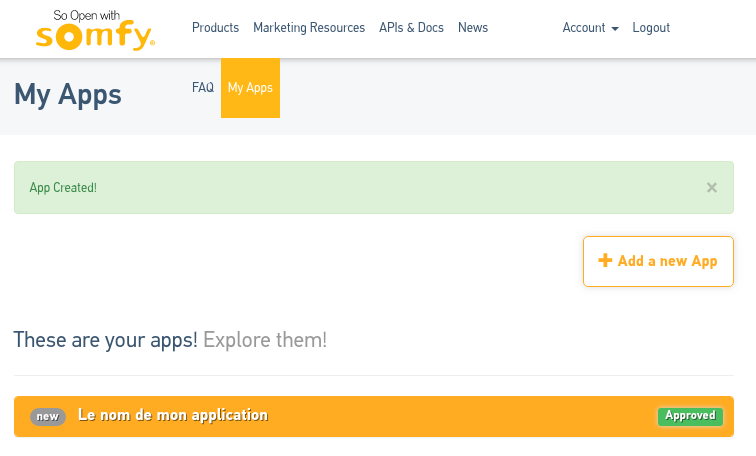 So Open with
somfy®
Products Marketing Resources APIs & Docs News Account Logout
My Apps
FAQ My Apps
App Created!
×
+ Add a new App
These are your apps! Explore them!
new Le nom de mon application Approved